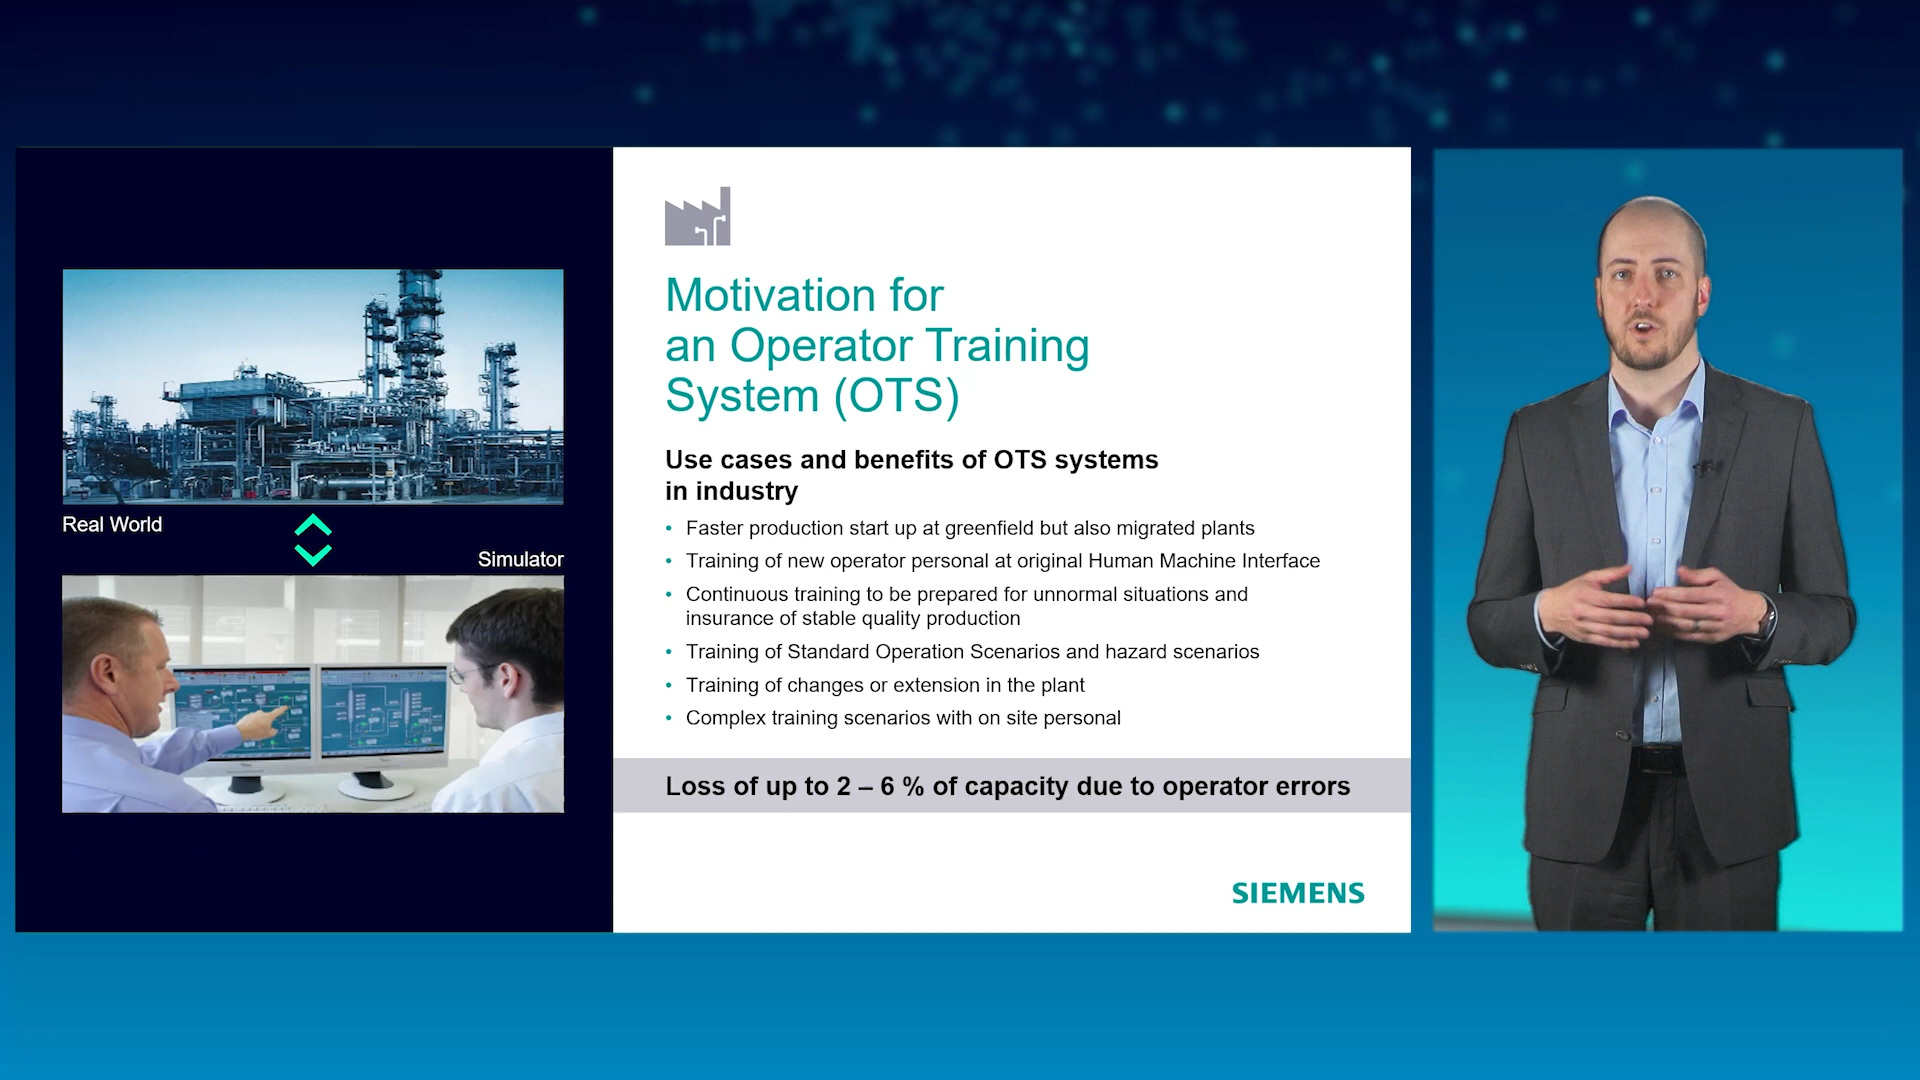 Real World
Simulator
Motivation for
an Operator Training
System (OTS)
Use cases and benefits of OTS systems
in industry
• Faster production start up at greenfield but also migrated plants
• Training of new operator personal at original Human Machine Interface
• Continuous training to be prepared for unnormal situations and
insurance of stable quality production
• Training of Standard Operation Scenarios and hazard scenarios
• Training of changes or extension in the plant
• Complex training scenarios with on site personal
Loss of up to 2 – 6 % of capacity due to operator errors
SIEMENS